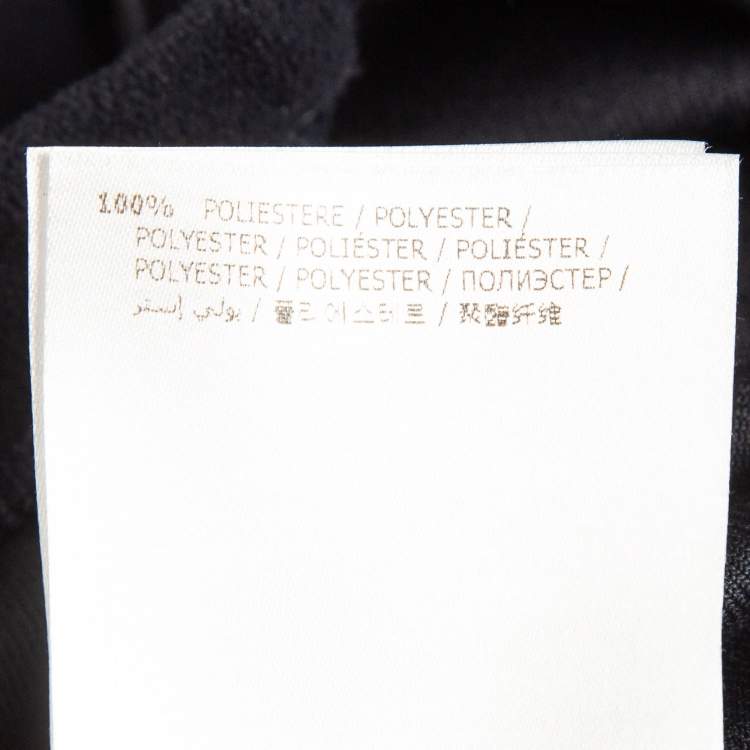 100% POLIESTERE / POLYESTER /
POLYESTER / POLIÉSTER / POLIÉSTER /
POLYESTER / POLYESTER / ПОЛИЭСТЕР /
بولي إستر / 폴리에스테르 / 聚酯纤维